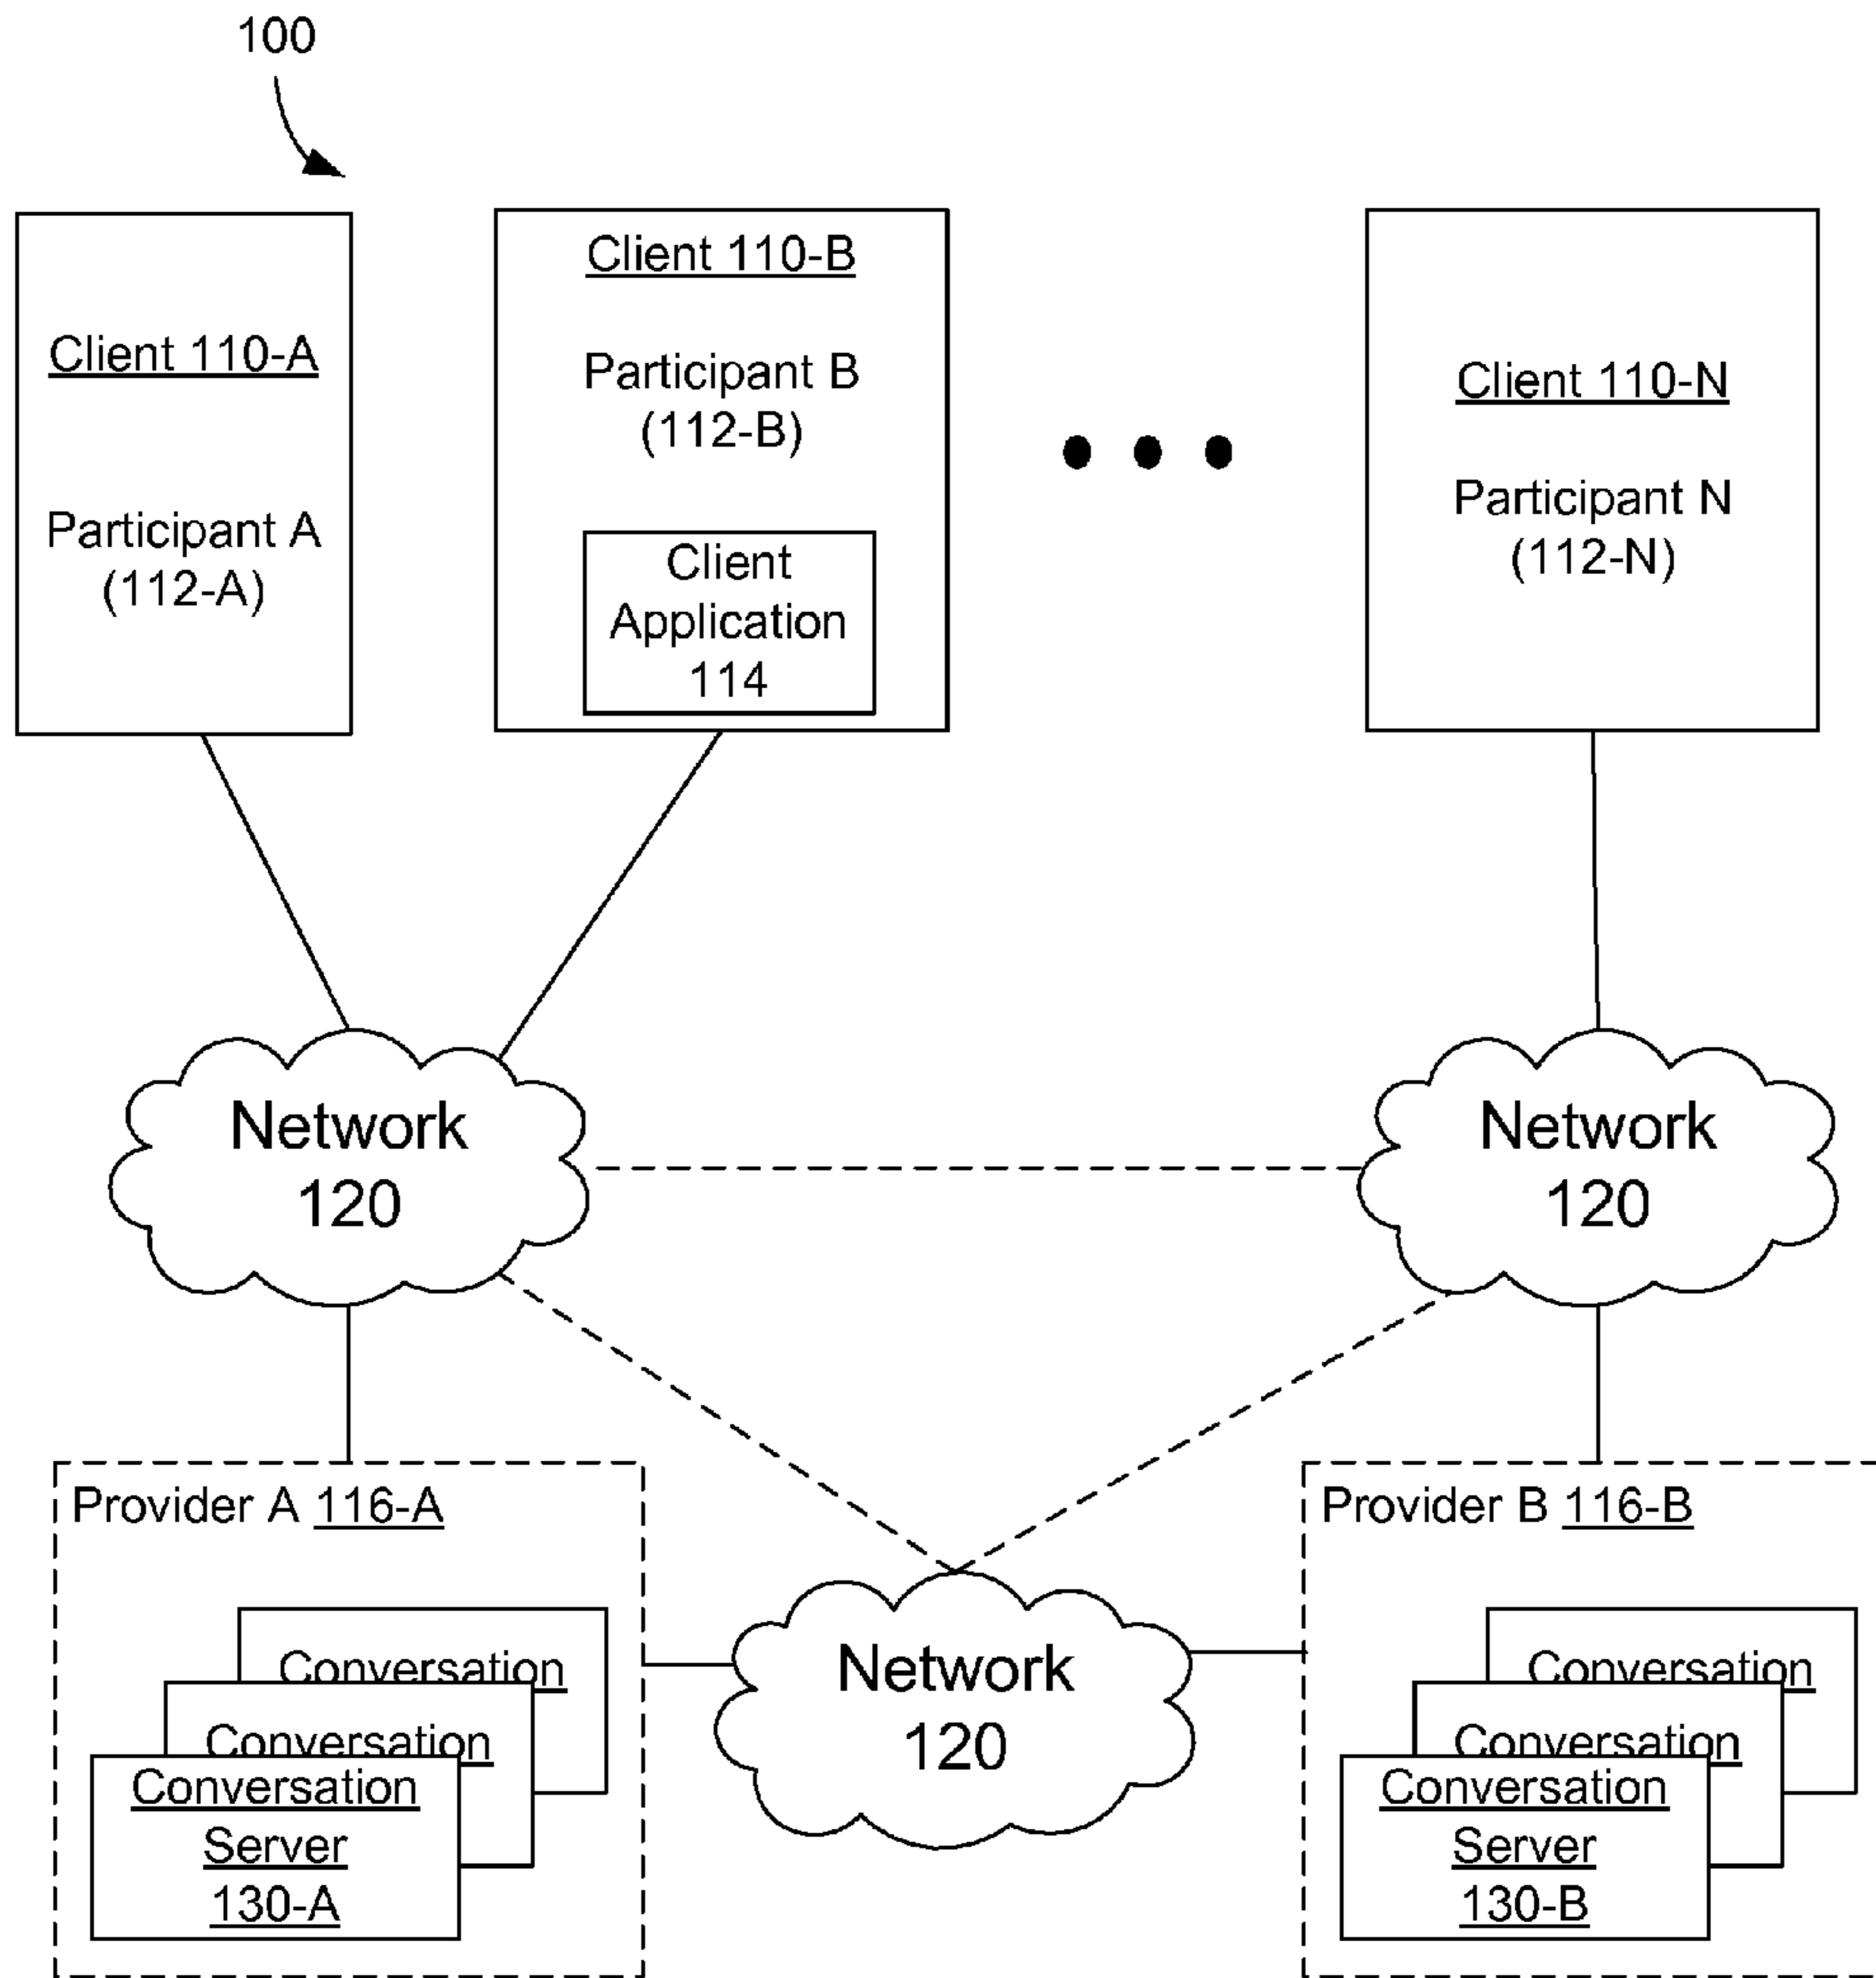 100
Client 110-A
Participant A
(112-A)
Client 110-B
Participant B
(112-B)
Client
Application
114
Client 110-N
Participant N
(112-N)
Network
120
Network
120
Provider A 116-A
Conversation
Conversation
Conversation
Server
130-A
Network
120
Provider B 116-B
Conversation
Conversation
Conversation
Server
130-B